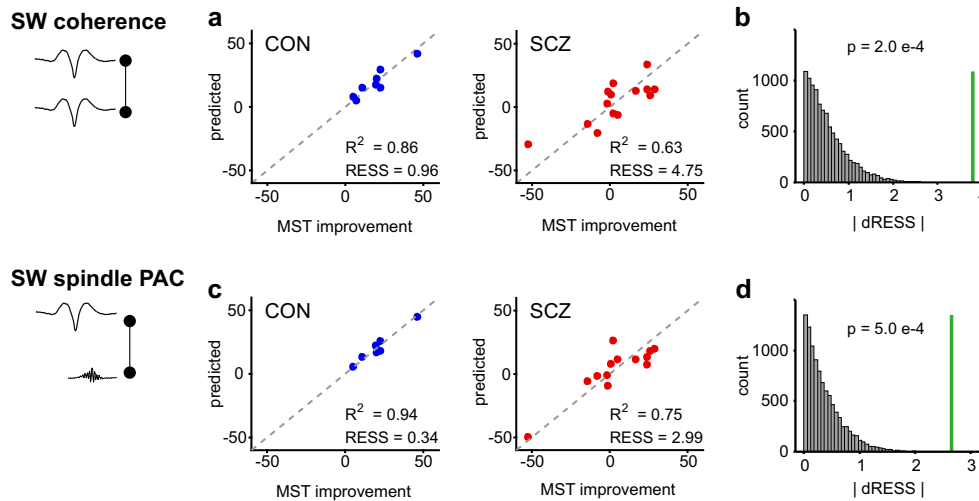 SW coherence
a
CON
predicted
50
0
-50
R² = 0.86
RESS = 0.96
-50 0 50
MST improvement
SCZ
predicted
50
0
-50
R² = 0.63
RESS = 4.75
-50 0 50
MST improvement
b
p = 2.0 e-4
count
1000
500
0
0 1 2 3 4
| dRESS |
SW spindle PAC
c
CON
predicted
50
0
-50
R² = 0.94
RESS = 0.34
-50 0 50
MST improvement
SCZ
predicted
50
0
-50
R² = 0.75
RESS = 2.99
-50 0 50
MST improvement
d
p = 5.0 e-4
count
1000
500
0
0 1 2 3
| dRESS |